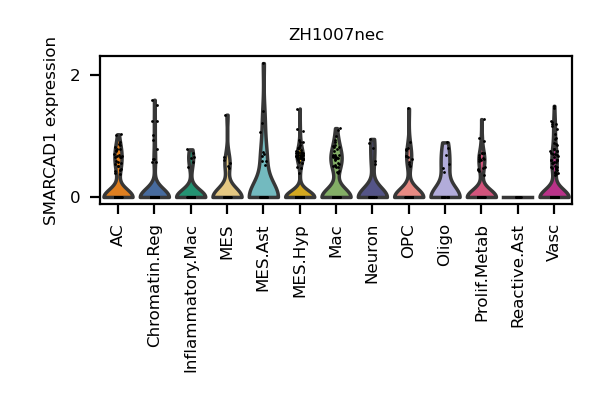 ZH1007nec
SMARCAD1 expression
2
0
AC
Chromatin.Reg
Inflammatory.Mac
MES
MES.Ast
MES.Hyp
Mac
Neuron
OPC
Oligo
Prolif.Metab
Reactive.Ast
Vasc